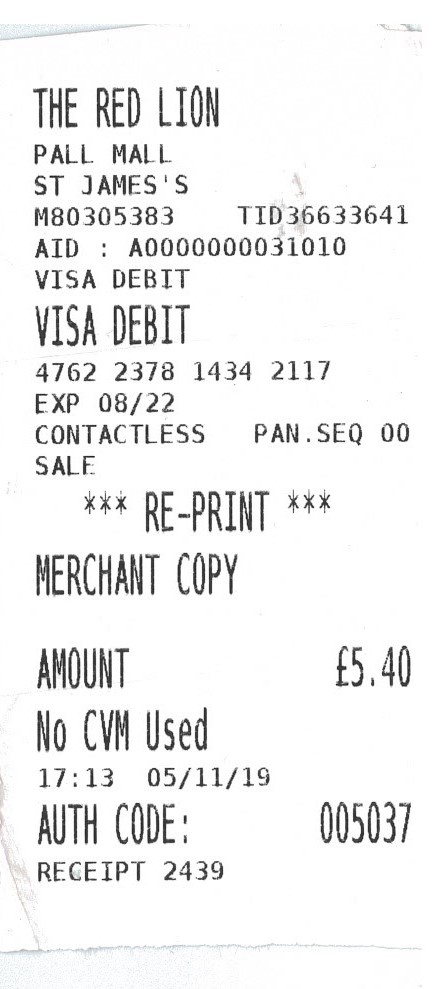 THE RED LION
PALL MALL
ST JAMES'S
M80305383 TID36633641
AID : A0000000031010
VISA DEBIT
VISA DEBIT
4762 2378 1434 2117
EXP 08/22
CONTACTLESS PAN.SEQ 00
SALE
*** RE-PRINT ***
MERCHANT COPY
AMOUNT £5.40
No CVM Used
17:13 05/11/19
AUTH CODE: 005037
RECEIPT 2439